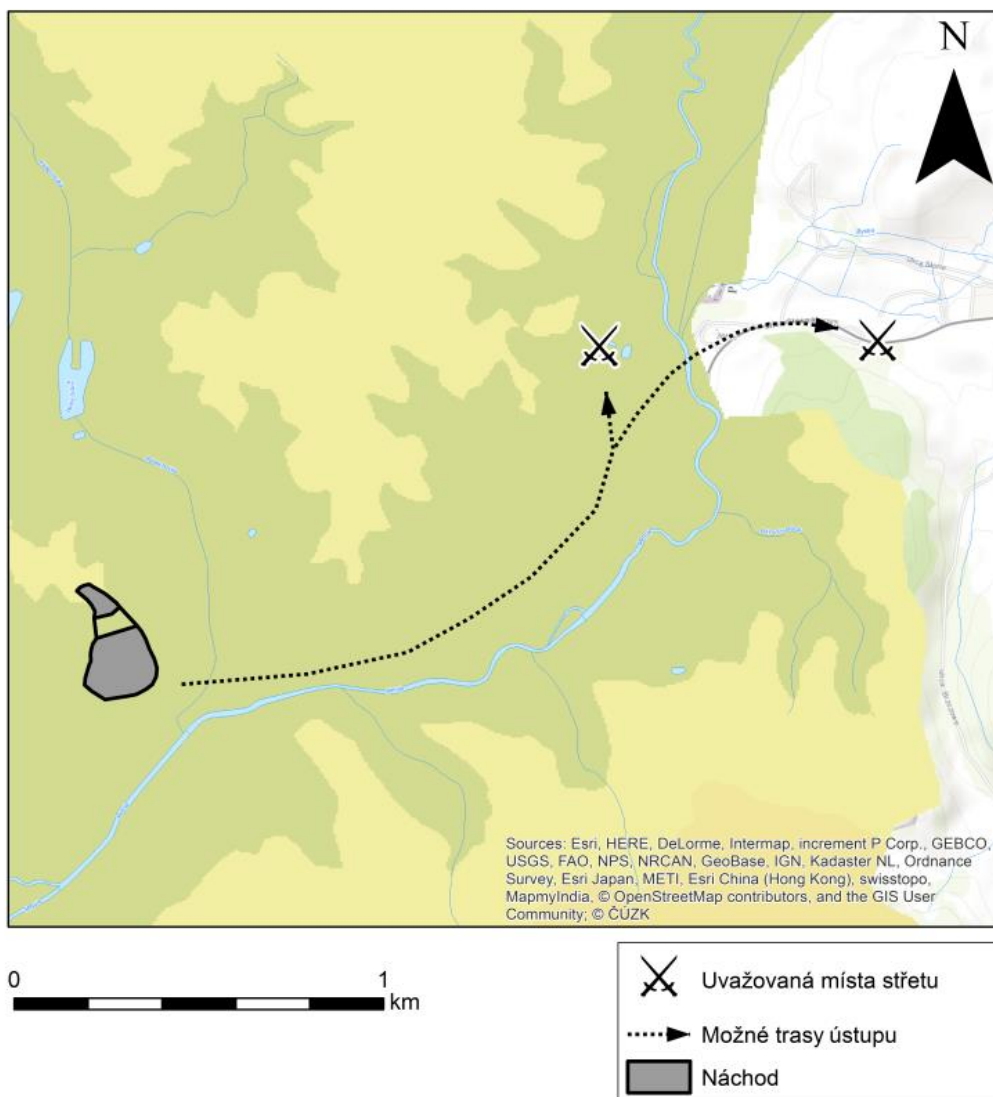 N
Ulica Słone
Sources: Esri, HERE, DeLorme, Intermap, increment P Corp., GEBCO,
USGS, FAO, NPS, NRCAN, GeoBase, IGN, Kadaster NL, Ordnance
Survey, Esri Japan, METI, Esri China (Hong Kong), swisstopo,
MapmyIndia, © OpenStreetMap contributors, and the GIS User
Community; © ČÚZK
0
1
km
Uvažovaná místa střetu
Možné trasy ústupu
Náchod